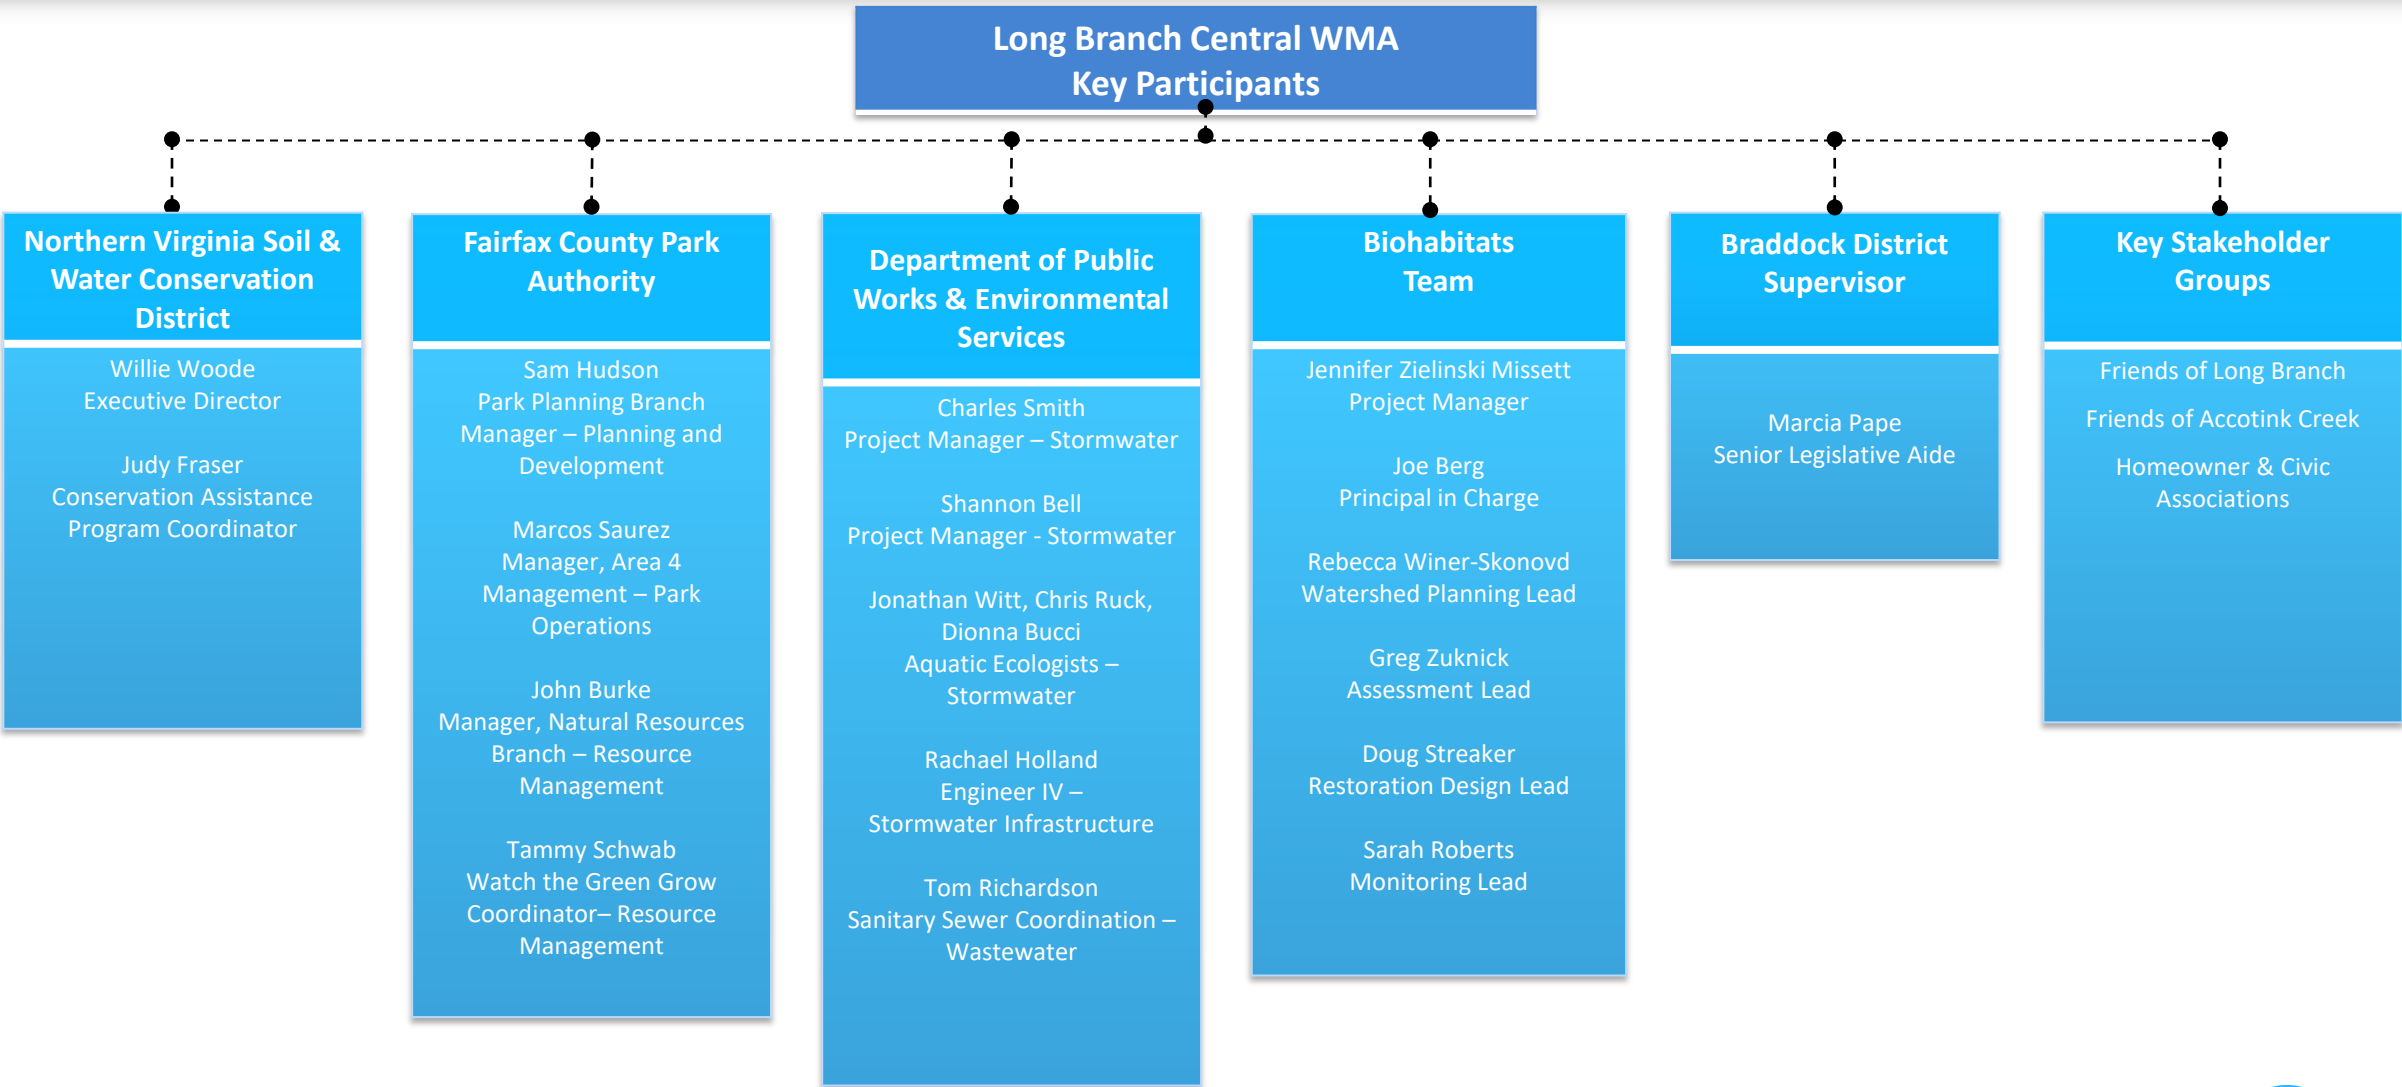 Long Branch Central WMA
Key Participants
Northern Virginia Soil &
Water Conservation
District
Willie Woode
Executive Director
Judy Fraser
Conservation Assistance
Program Coordinator
Fairfax County Park
Authority
Sam Hudson
Park Planning Branch
Manager – Planning and
Development
Marcos Saurez
Manager, Area 4
Management – Park
Operations
John Burke
Manager, Natural Resources
Branch – Resource
Management
Tammy Schwab
Watch the Green Grow
Coordinator– Resource
Management
Department of Public
Works & Environmental
Services
Charles Smith
Project Manager – Stormwater
Shannon Bell
Project Manager - Stormwater
Jonathan Witt, Chris Ruck,
Dionna Bucci
Aquatic Ecologists –
Stormwater
Rachael Holland
Engineer IV –
Stormwater Infrastructure
Tom Richardson
Sanitary Sewer Coordination –
Wastewater
Biohabitats
Team
Jennifer Zielinski Missett
Project Manager
Joe Berg
Principal in Charge
Rebecca Winer-Skonovd
Watershed Planning Lead
Greg Zuknick
Assessment Lead
Doug Streaker
Restoration Design Lead
Sarah Roberts
Monitoring Lead
Braddock District
Supervisor
Marcia Pape
Senior Legislative Aide
Key Stakeholder
Groups
Friends of Long Branch
Friends of Accotink Creek
Homeowner & Civic
Associations